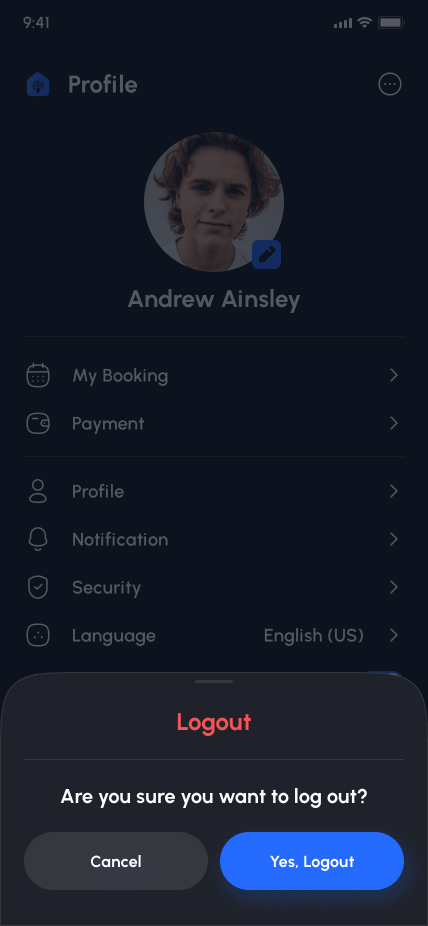 9:41
Profile
Andrew Ainsley
My Booking
Payment
Profile
Notification
Security
Language English (US)
Logout
Are you sure you want to log out?
Cancel Yes, Logout